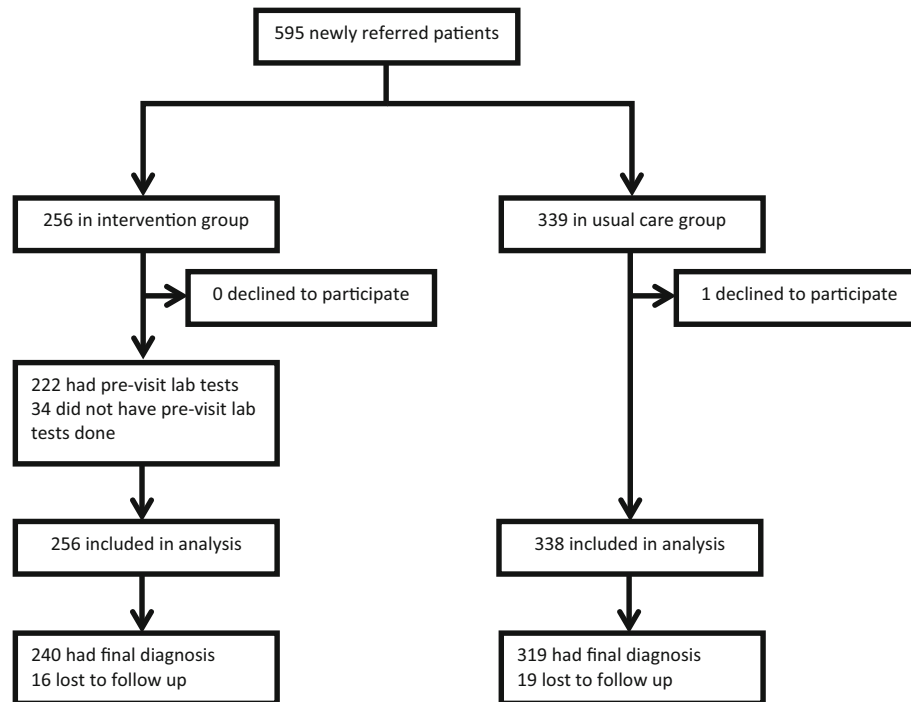 595 newly referred patients
256 in intervention group
339 in usual care group
0 declined to participate
1 declined to participate
222 had pre-visit lab tests
34 did not have pre-visit lab
tests done
256 included in analysis
338 included in analysis
240 had final diagnosis
16 lost to follow up
319 had final diagnosis
19 lost to follow up